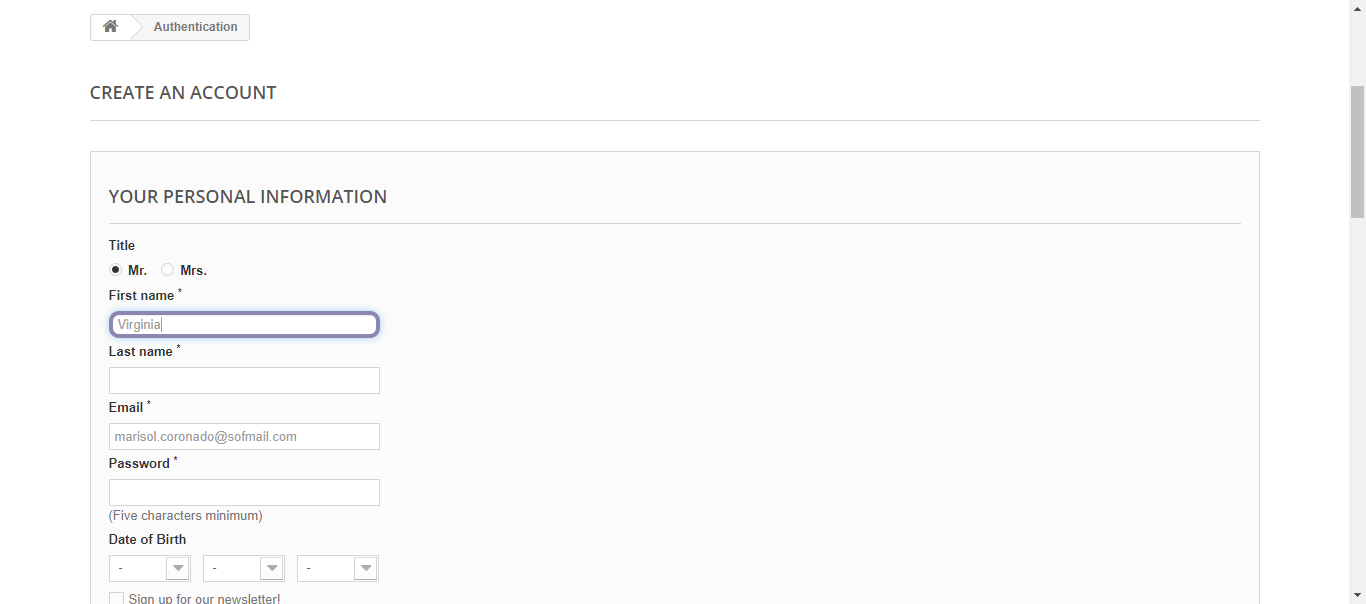 Authentication
CREATE AN ACCOUNT
YOUR PERSONAL INFORMATION
Title
Mr. Mrs.
First name *
Virginia
Last name *
Email *
marisol.coronado@sofmail.com
Password *
(Five characters minimum)
Date of Birth
- - -
Sign up for our newsletter!